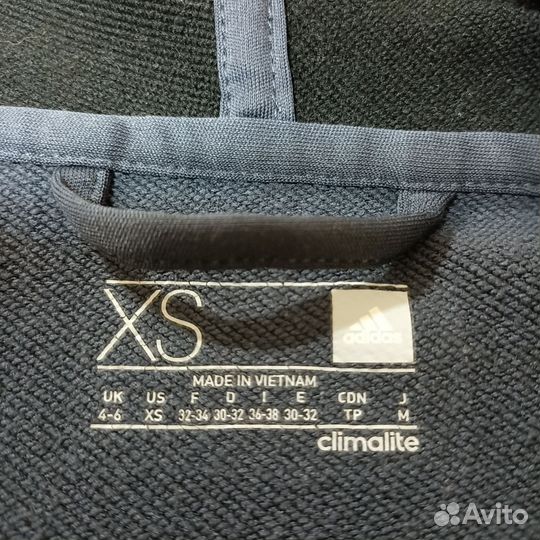 XS
adidas
MADE IN VIETNAM
UK US F D I E CDN J
4-6 XS 32-34 30-32 36-38 30-32 TP M
climalite
Avito